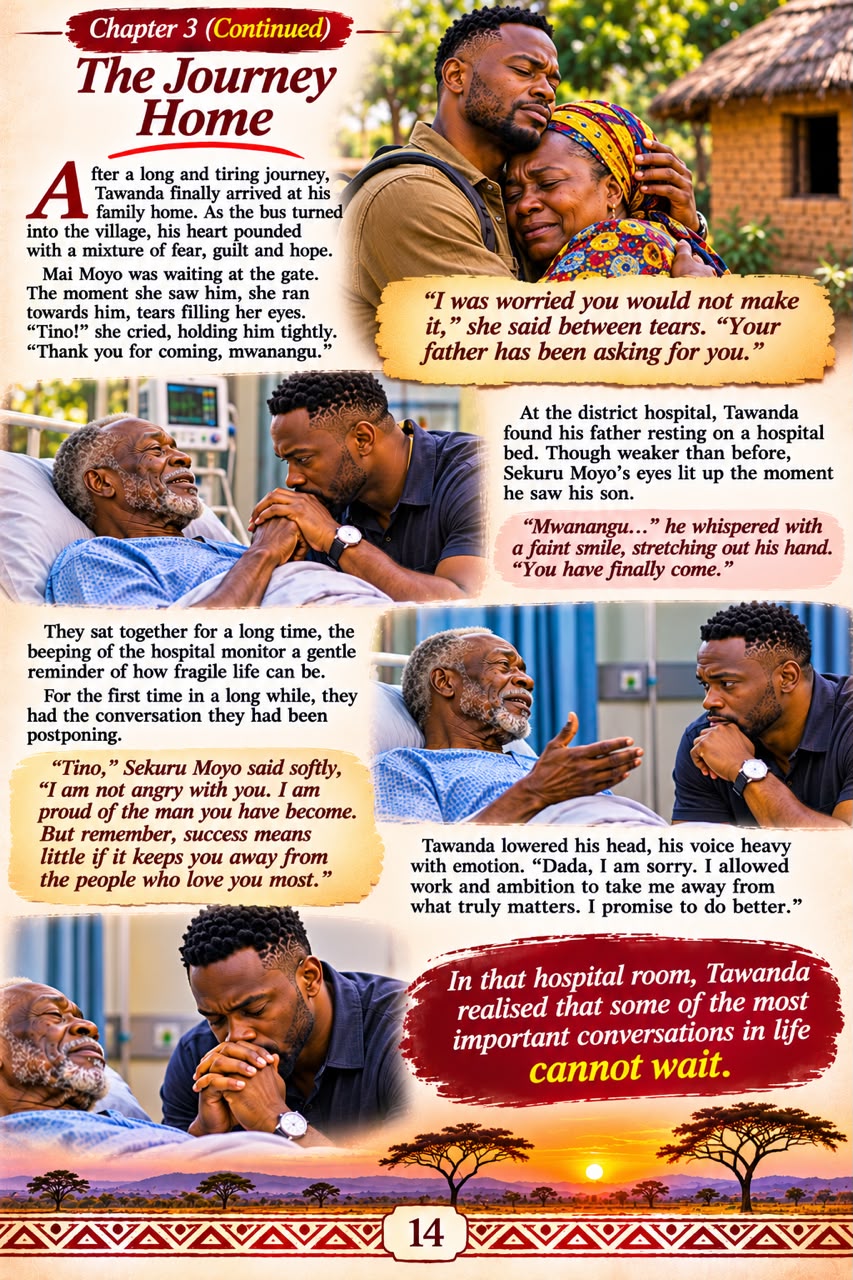 Chapter 3 (Continued)
The Journey
Home
After a long and tiring journey,
Tawanda finally arrived at his
family home. As the bus turned
into the village, his heart pounded
with a mixture of fear, guilt and hope.
Mai Moyo was waiting at the gate.
The moment she saw him, she ran
towards him, tears filling her eyes.
“Tino!” she cried, holding him tightly.
“Thank you for coming, mwanangu.”
“I was worried you would not make
it,” she said between tears. “Your
father has been asking for you.”
At the district hospital, Tawanda
found his father resting on a hospital
bed. Though weaker than before,
Sekuru Moyo’s eyes lit up the moment
he saw his son.
“Mwanangu…” he whispered with
a faint smile, stretching out his hand.
“You have finally come.”
They sat together for a long time, the
beeping of the hospital monitor a gentle
reminder of how fragile life can be.
For the first time in a long while, they
had the conversation they had been
postponing.
“Tino,” Sekuru Moyo said softly,
“I am not angry with you. I am
proud of the man you have become.
But remember, success means
little if it keeps you away from
the people who love you most.”
Tawanda lowered his head, his voice heavy
with emotion. “Dada, I am sorry. I allowed
work and ambition to take me away from
what truly matters. I promise to do better.”
In that hospital room, Tawanda
realised that some of the most
important conversations in life
cannot wait.
14